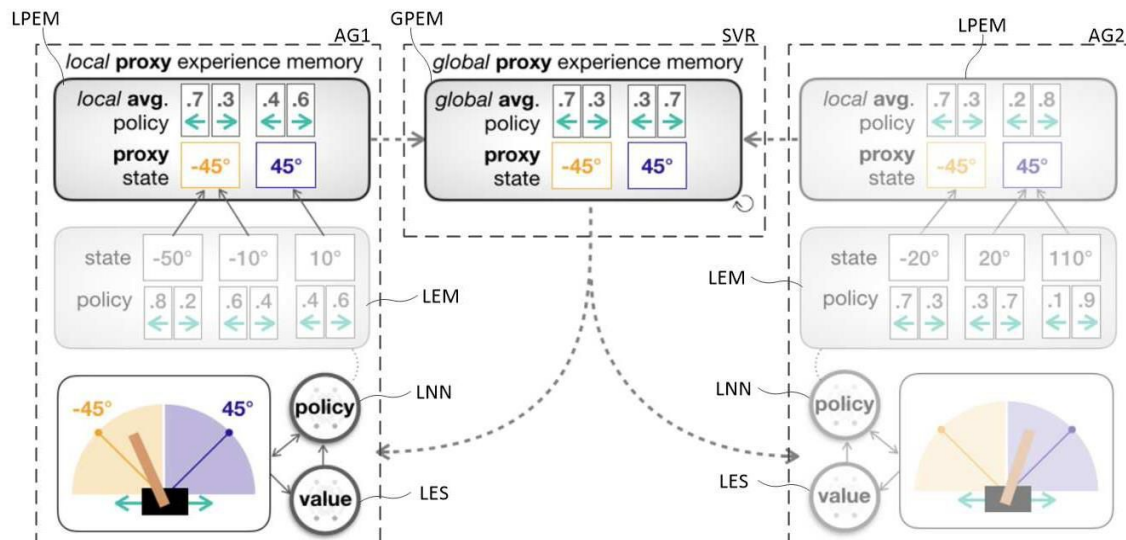 LPEM
GPEM
LPEM
AG1
SVR
AG2
local proxy experience memory
global proxy experience memory
local avg.
policy
.7 .3 .4 .6
proxy
state
-45° 45°
global avg.
policy
.7 .3 .3 .7
proxy
state
-45° 45°
local avg.
policy
.7 .3 .2 .8
proxy
state
-45° 45°
state -50° -10° 10°
policy .8 .2 .6 .4 .4 .6
LEM
LEM
state -20° 20° 110°
policy .7 .3 .3 .7 .1 .9
-45° 45°
policy
LNN
value
LES
LNN
policy
LES
value